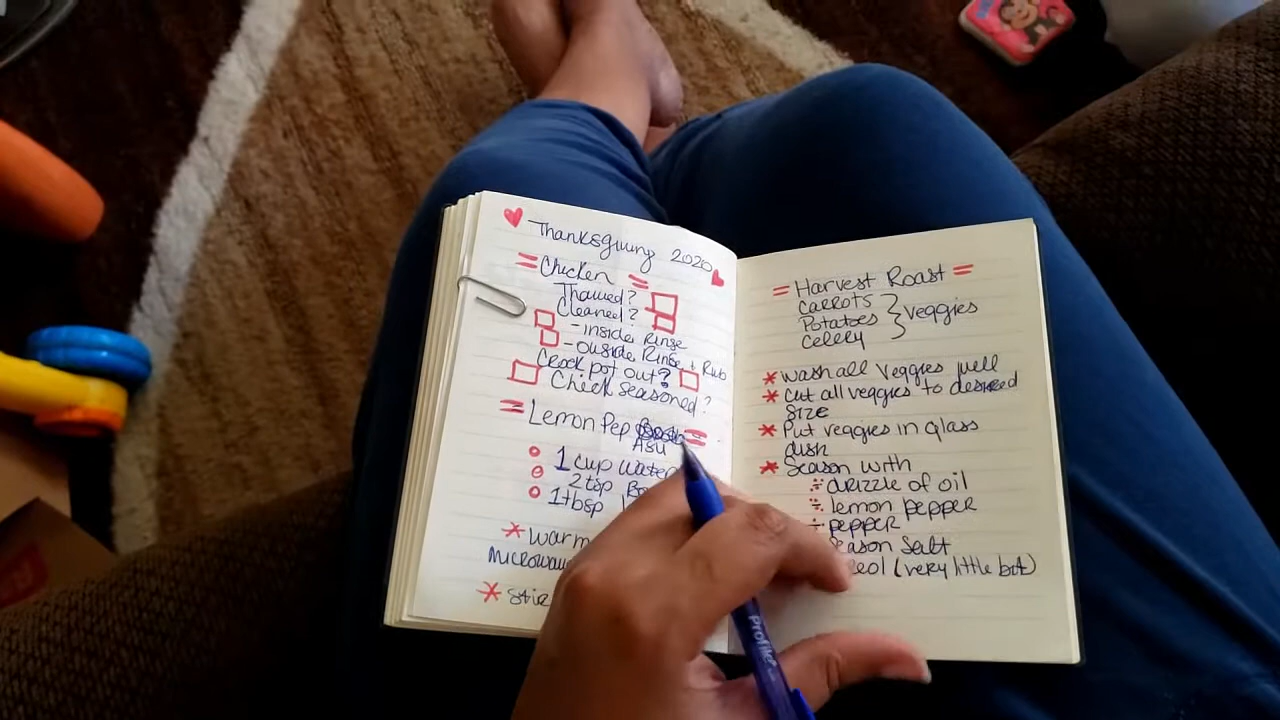 Thanksgiving 2020
= Chicken =
Thawed?
Cleaned?
- inside Rinse
- outside Rinse + Rub
Crock pot out?
Check seasoned?
= Lemon Pep =
1 cup water
2 tsp
1 tbsp
* warm
Microwav
* Stir
= Harvest Roast =
Carrots
Potatoes } veggies
Celery
* wash all veggies well
* cut all veggies to desired
size
* Put veggies in glass
dish
* Season with
drizzle of oil
lemon pepper
pepper
eason Salt
eol (very little bit)
Profile